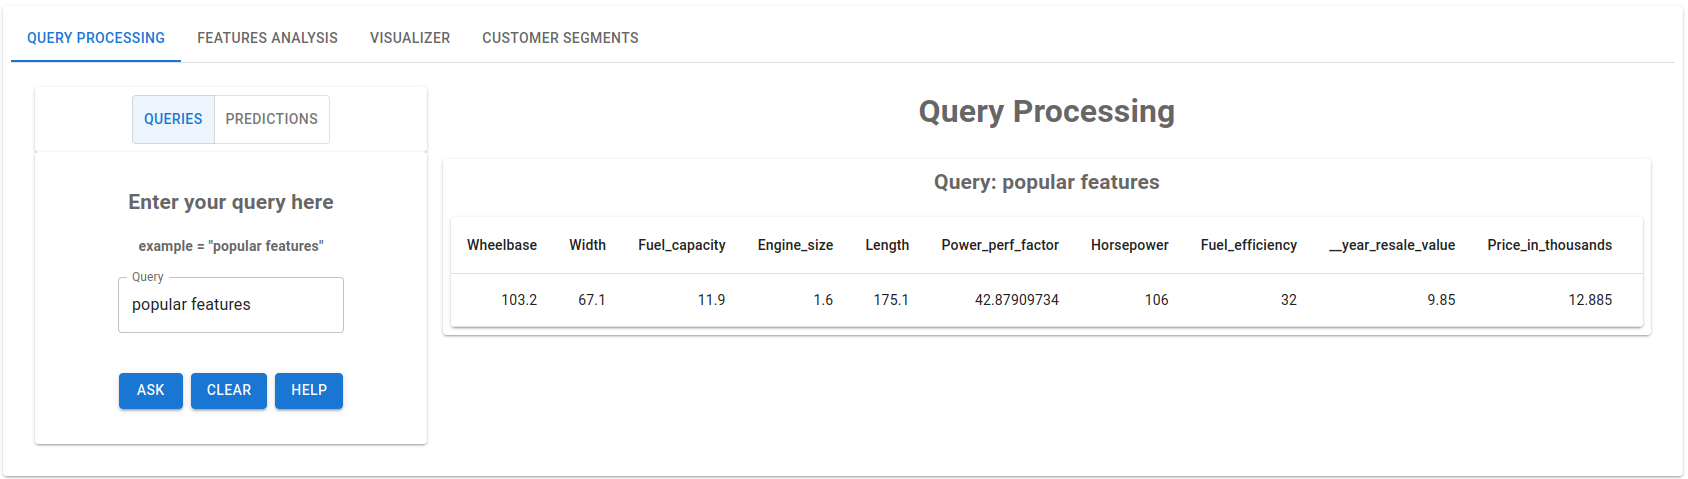 QUERY PROCESSING FEATURES ANALYSIS VISUALIZER CUSTOMER SEGMENTS
QUERIES PREDICTIONS
Enter your query here
example = "popular features"
Query
popular features
ASK CLEAR HELP
Query Processing
Query: popular features
Wheelbase Width Fuel_capacity Engine_size Length Power_perf_factor Horsepower Fuel_efficiency __year_resale_value Price_in_thousands
103.2 67.1 11.9 1.6 175.1 42.87909734 106 32 9.85 12.885